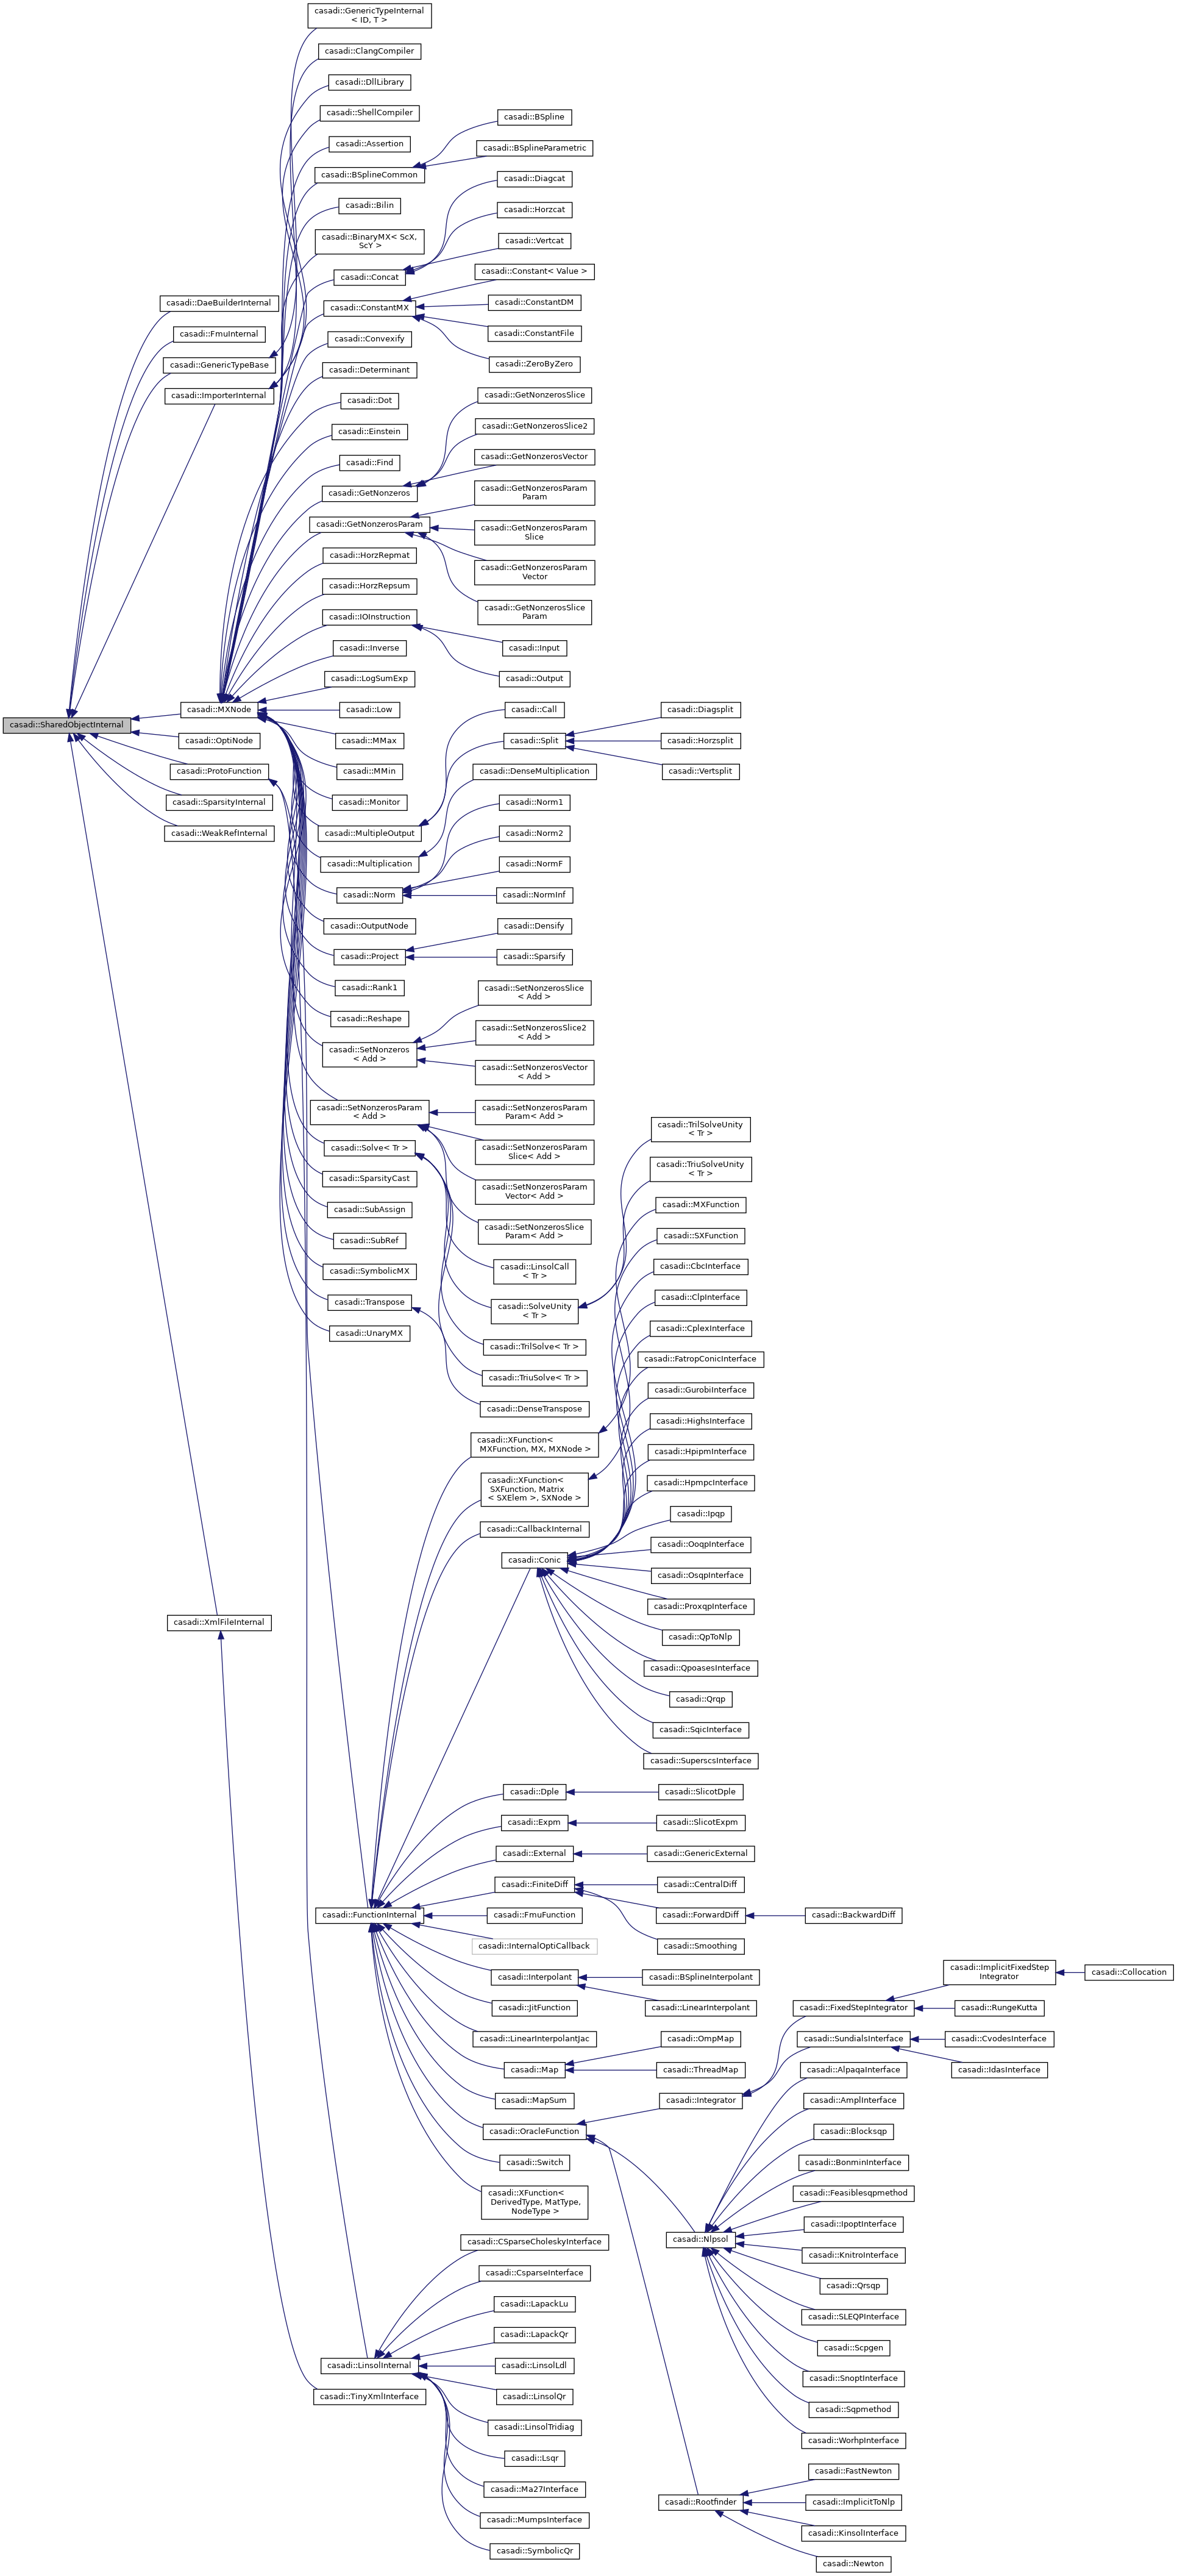 casadi::GenericTypeInternal
< ID, T >
casadi::ClangCompiler
casadi::DllLibrary
casadi::ShellCompiler
casadi::Assertion
casadi::BSplineCommon
casadi::Bilin
casadi::BinaryMX< ScX,
ScY >
casadi::Concat
casadi::ConstantMX
casadi::Convexify
casadi::Determinant
casadi::Dot
casadi::Einstein
casadi::Find
casadi::GetNonzeros
casadi::GetNonzerosParam
casadi::HorzRepmat
casadi::HorzRepsum
casadi::IOInstruction
casadi::Inverse
casadi::LogSumExp
casadi::Low
casadi::MMax
casadi::MMin
casadi::Monitor
casadi::MultipleOutput
casadi::Multiplication
casadi::Norm
casadi::OutputNode
casadi::Project
casadi::Rank1
casadi::Reshape
casadi::SetNonzeros
< Add >
casadi::SetNonzerosParam
< Add >
casadi::Solve< Tr >
casadi::SparsityCast
casadi::SubAssign
casadi::SubRef
casadi::SymbolicMX
casadi::Transpose
casadi::UnaryMX
casadi::FunctionInternal
casadi::LinsolInternal
casadi::TinyXmlInterface
casadi::DaeBuilderInternal
casadi::FmuInternal
casadi::GenericTypeBase
casadi::ImporterInternal
casadi::MXNode
casadi::SharedObjectInternal
casadi::OptiNode
casadi::ProtoFunction
casadi::SparsityInternal
casadi::WeakRefInternal
casadi::XmlFileInternal
casadi::BSpline
casadi::BSplineParametric
casadi::Diagcat
casadi::Horzcat
casadi::Vertcat
casadi::Constant< Value >
casadi::ConstantDM
casadi::ConstantFile
casadi::ZeroByZero
casadi::GetNonzerosSlice
casadi::GetNonzerosSlice2
casadi::GetNonzerosVector
casadi::GetNonzerosParam
Param
casadi::GetNonzerosParam
Slice
casadi::GetNonzerosParam
Vector
casadi::GetNonzerosSlice
Param
casadi::Input
casadi::Output
casadi::Call
casadi::Split
casadi::DenseMultiplication
casadi::Norm1
casadi::Norm2
casadi::NormF
casadi::NormInf
casadi::Densify
casadi::Sparsify
casadi::SetNonzerosSlice
< Add >
casadi::SetNonzerosSlice2
< Add >
casadi::SetNonzerosVector
< Add >
casadi::SetNonzerosParam
Param< Add >
casadi::SetNonzerosParam
Slice< Add >
casadi::SetNonzerosParam
Vector< Add >
casadi::SetNonzerosSlice
Param< Add >
casadi::LinsolCall
< Tr >
casadi::SolveUnity
< Tr >
casadi::TrilSolve< Tr >
casadi::TriuSolve< Tr >
casadi::DenseTranspose
casadi::XFunction<
MXFunction, MX, MXNode >
casadi::XFunction<
SXFunction, Matrix
< SXElem >, SXNode >
casadi::CallbackInternal
casadi::Conic
casadi::Dple
casadi::Expm
casadi::External
casadi::FiniteDiff
casadi::FmuFunction
casadi::InternalOptiCallback
casadi::Interpolant
casadi::JitFunction
casadi::LinearInterpolantJac
casadi::Map
casadi::MapSum
casadi::OracleFunction
casadi::Switch
casadi::XFunction<
DerivedType, MatType,
NodeType >
casadi::CSparseCholeskyInterface
casadi::CsparseInterface
casadi::LapackLu
casadi::LapackQr
casadi::LinsolLdl
casadi::LinsolQr
casadi::LinsolTridiag
casadi::Lsqr
casadi::Ma27Interface
casadi::MumpsInterface
casadi::SymbolicQr
casadi::Diagsplit
casadi::Horzsplit
casadi::Vertsplit
casadi::TrilSolveUnity
< Tr >
casadi::TriuSolveUnity
< Tr >
casadi::MXFunction
casadi::SXFunction
casadi::CbcInterface
casadi::ClpInterface
casadi::CplexInterface
casadi::FatropConicInterface
casadi::GurobiInterface
casadi::HighsInterface
casadi::HpipmInterface
casadi::HpmpcInterface
casadi::Ipqp
casadi::OoqpInterface
casadi::OsqpInterface
casadi::ProxqpInterface
casadi::QpToNlp
casadi::QpoasesInterface
casadi::Qrqp
casadi::SqicInterface
casadi::SuperscsInterface
casadi::SlicotDple
casadi::SlicotExpm
casadi::GenericExternal
casadi::CentralDiff
casadi::ForwardDiff
casadi::Smoothing
casadi::BSplineInterpolant
casadi::LinearInterpolant
casadi::OmpMap
casadi::ThreadMap
casadi::Integrator
casadi::Nlpsol
casadi::Rootfinder
casadi::BackwardDiff
casadi::FixedStepIntegrator
casadi::SundialsInterface
casadi::AlpaqaInterface
casadi::AmplInterface
casadi::Blocksqp
casadi::BonminInterface
casadi::Feasiblesqpmethod
casadi::IpoptInterface
casadi::KnitroInterface
casadi::Qrsqp
casadi::SLEQPInterface
casadi::Scpgen
casadi::SnoptInterface
casadi::Sqpmethod
casadi::WorhpInterface
casadi::FastNewton
casadi::ImplicitToNlp
casadi::KinsolInterface
casadi::Newton
casadi::ImplicitFixedStep
Integrator
casadi::RungeKutta
casadi::CvodesInterface
casadi::IdasInterface
casadi::Collocation